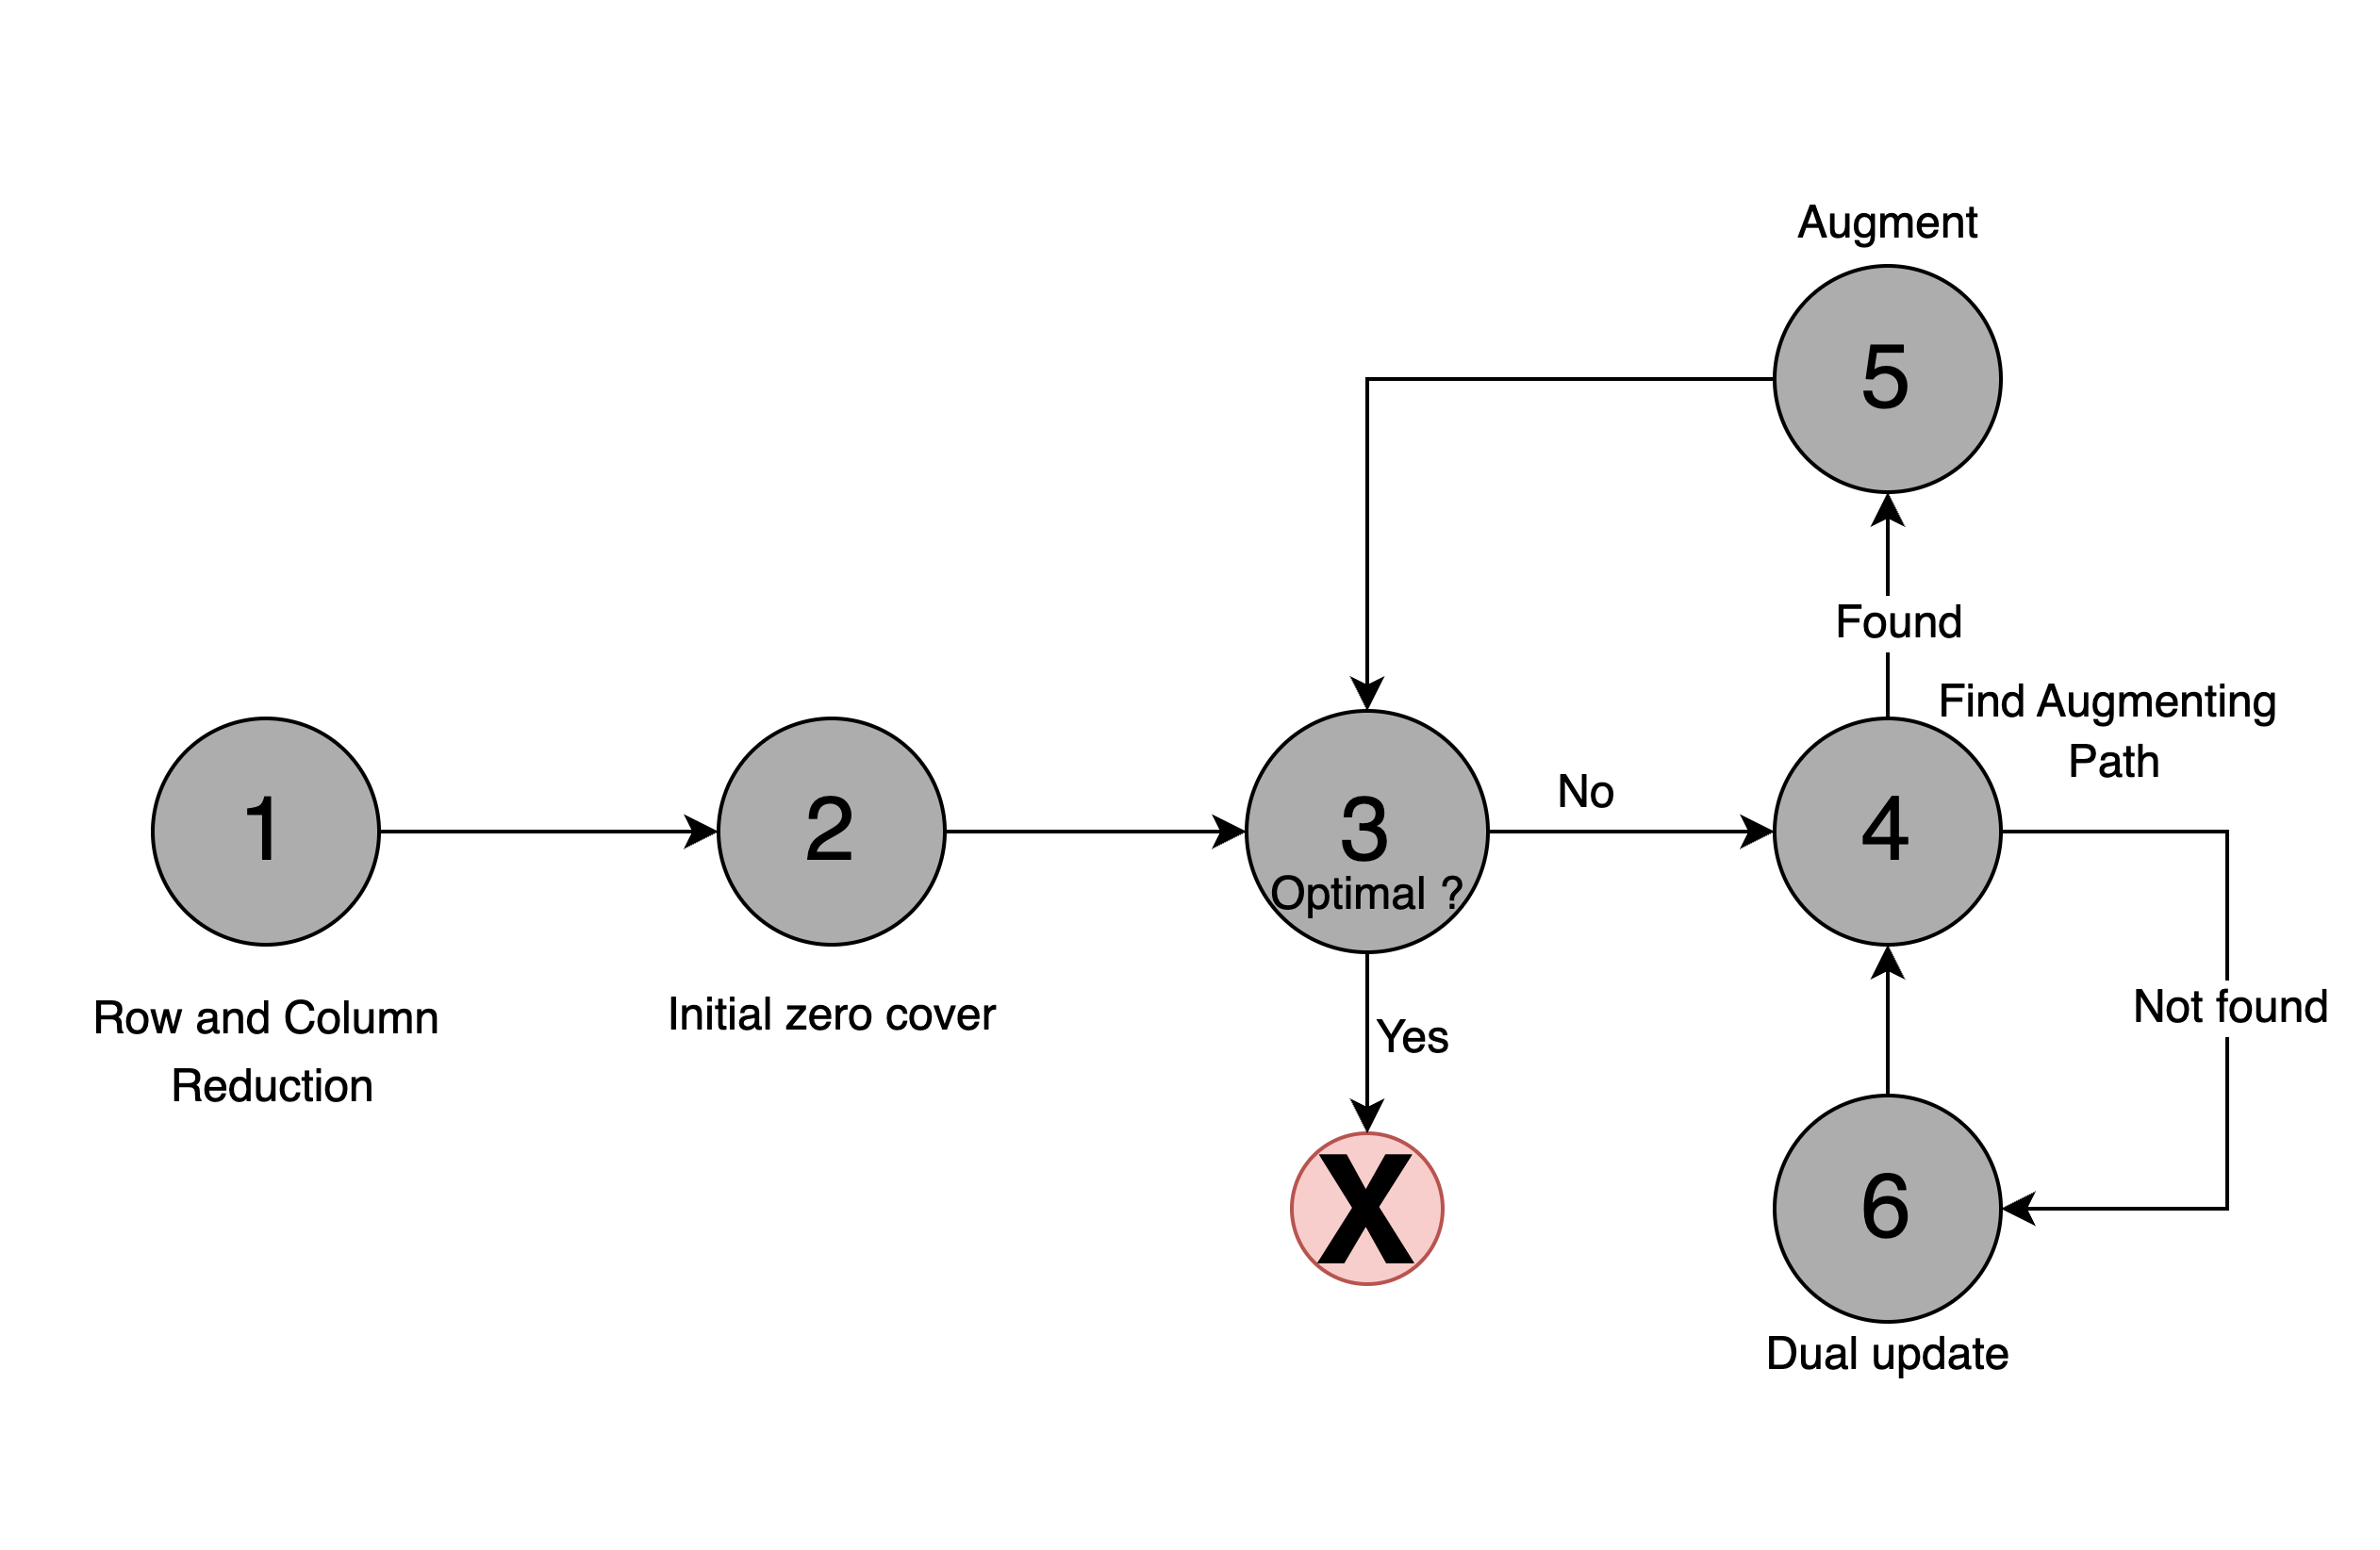 Augment
5
Found
Find Augmenting
Path
1
2
3
Optimal ?
No
4
Row and Column
Reduction
Initial zero cover
Yes
Not found
X
6
Dual update